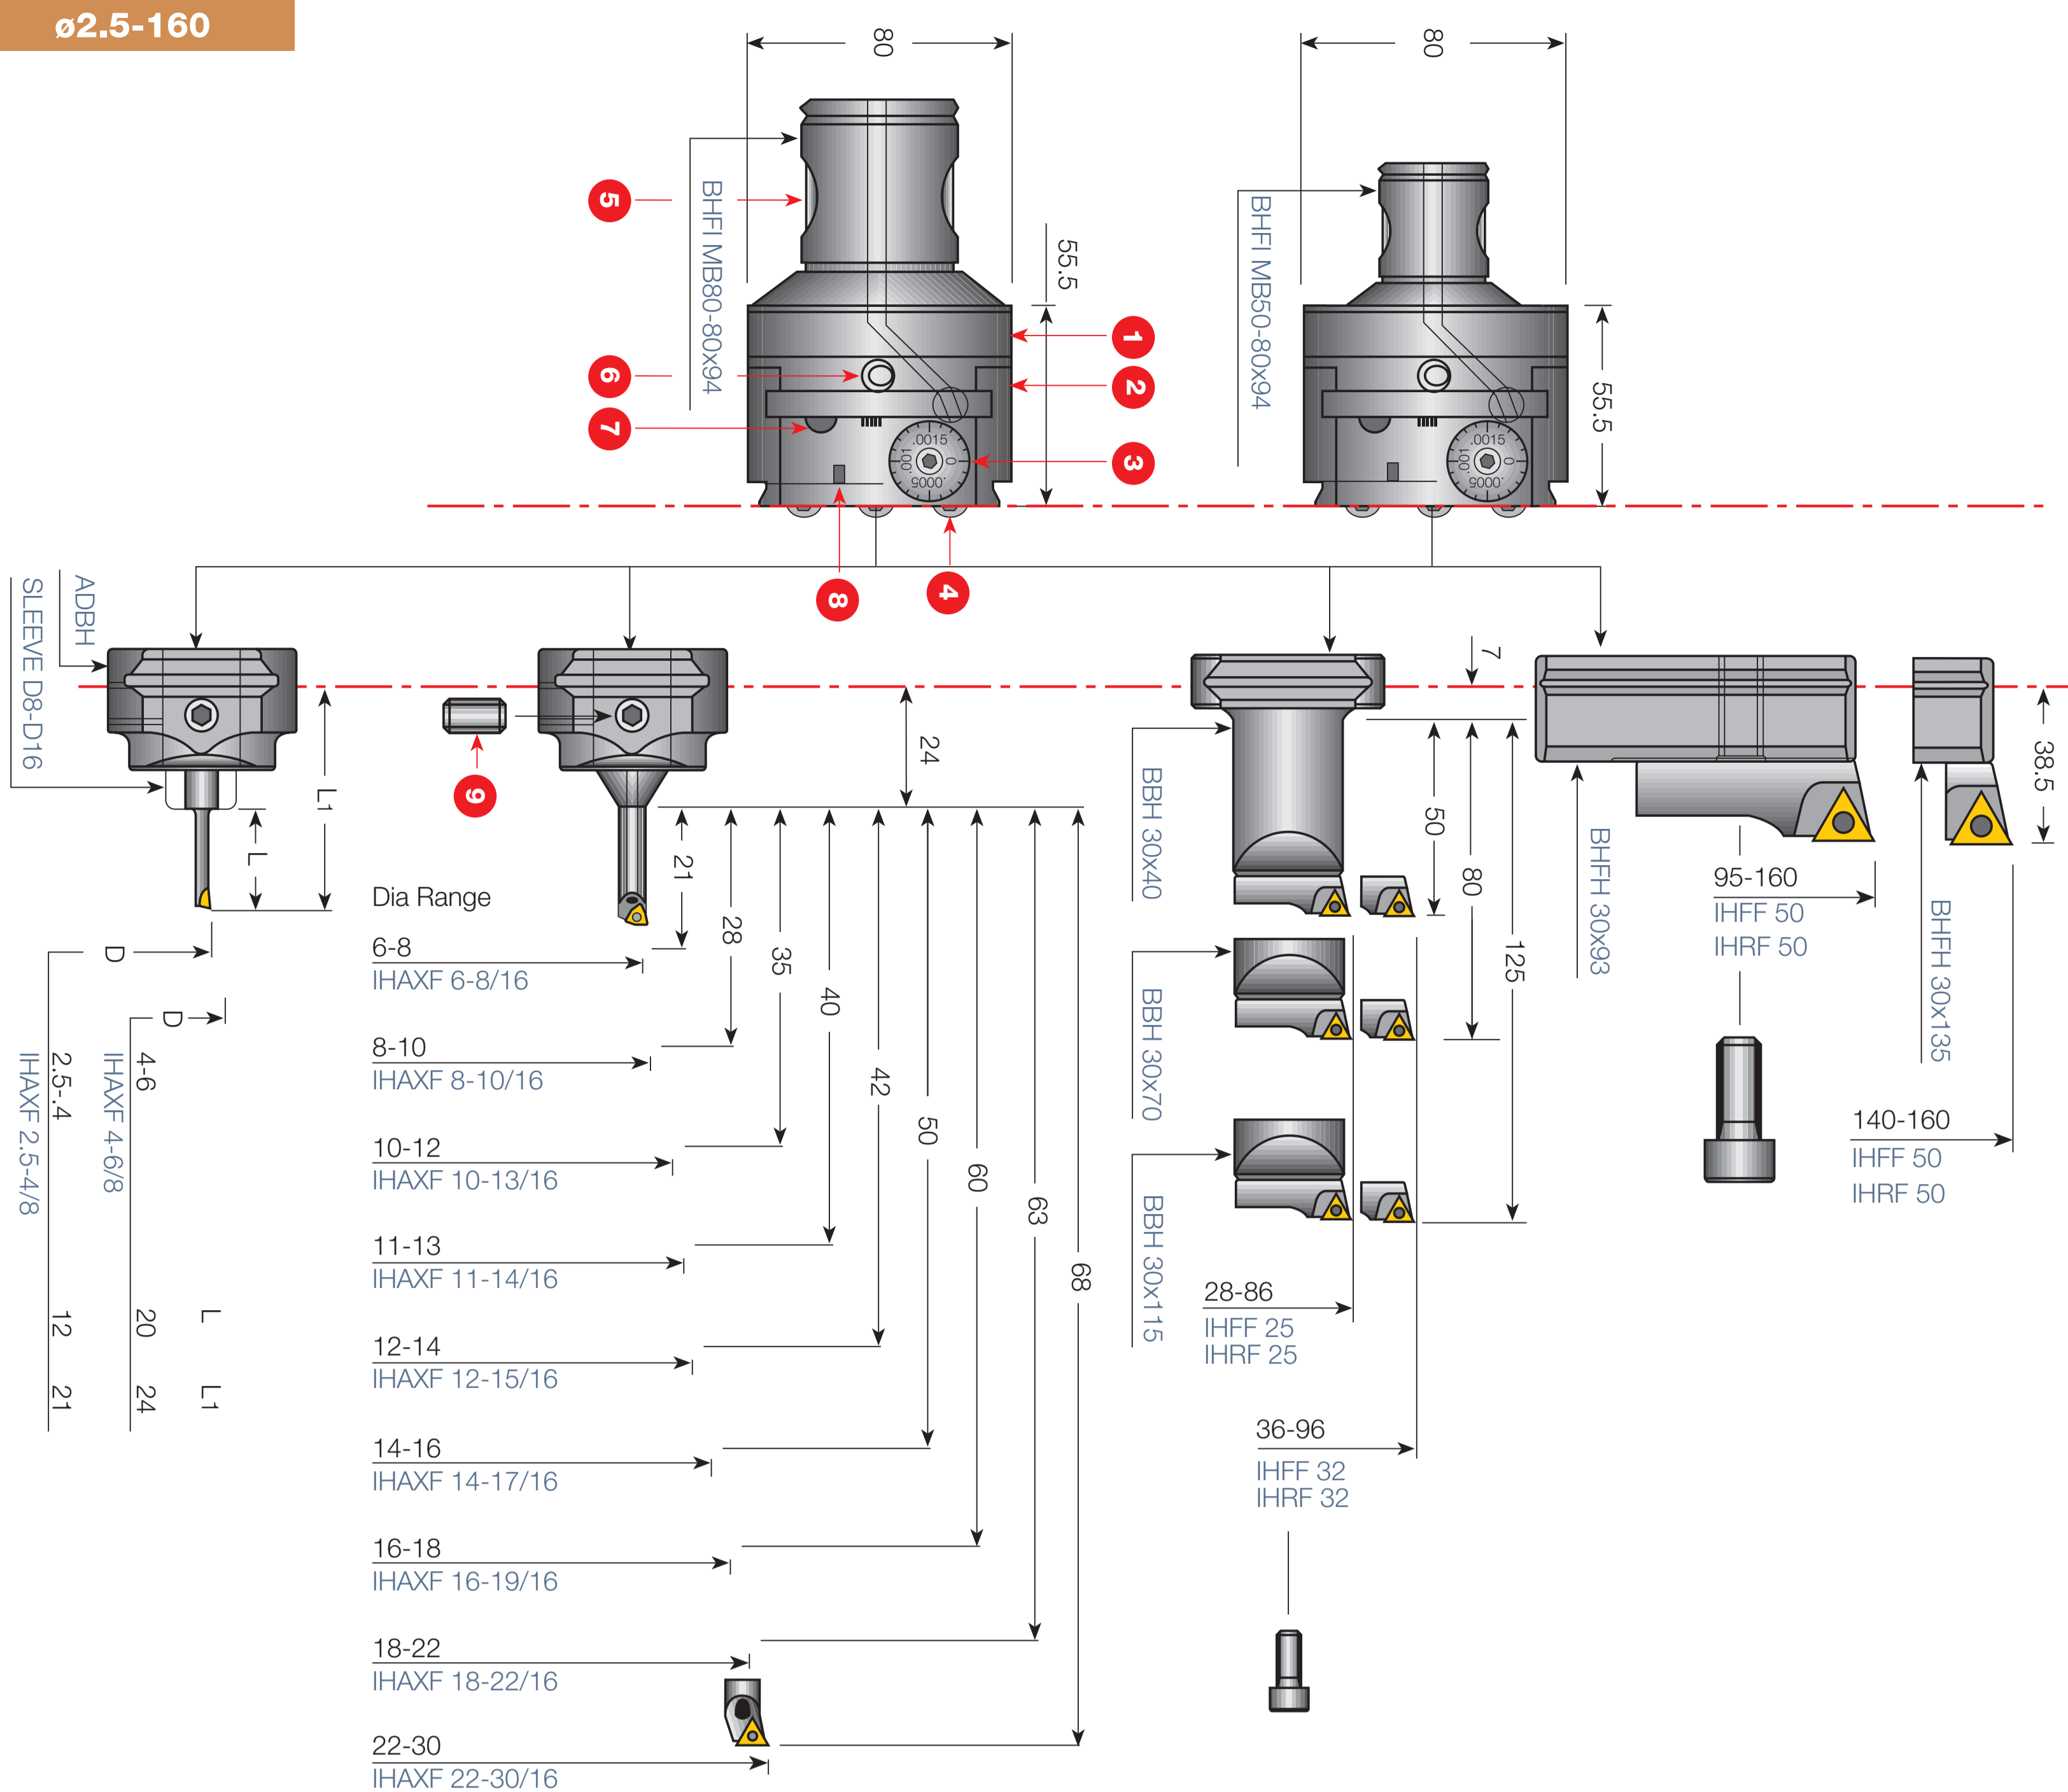 ø2.5-160
80
80
BHFI MB80-80x94
55.5
BHFI MB50-80x94
55.5
1
2
3
4
5
6
7
8
.0015
0
.001
.0005
.0015
0
.001
.0005
ADBH
SLEEVE D8-D16
L1
L
9
24
7
38.5
21
28
35
40
42
50
60
63
68
50
80
125
BBH 30x40
BBH 30x70
BBH 30x115
BHFH 30x93
BHFH 30x135
95-160
IHFF 50
IHRF 50
140-160
IHFF 50
IHRF 50
28-86
IHFF 25
IHRF 25
36-96
IHFF 32
IHRF 32
Dia Range
6-8
IHAXF 6-8/16
8-10
IHAXF 8-10/16
10-12
IHAXF 10-13/16
11-13
IHAXF 11-14/16
12-14
IHAXF 12-15/16
14-16
IHAXF 14-17/16
16-18
IHAXF 16-19/16
18-22
IHAXF 18-22/16
22-30
IHAXF 22-30/16
D
D
L L1
4-6 20 24
IHAXF 4-6/8
2.5-.4 12 21
IHAXF 2.5-4/8